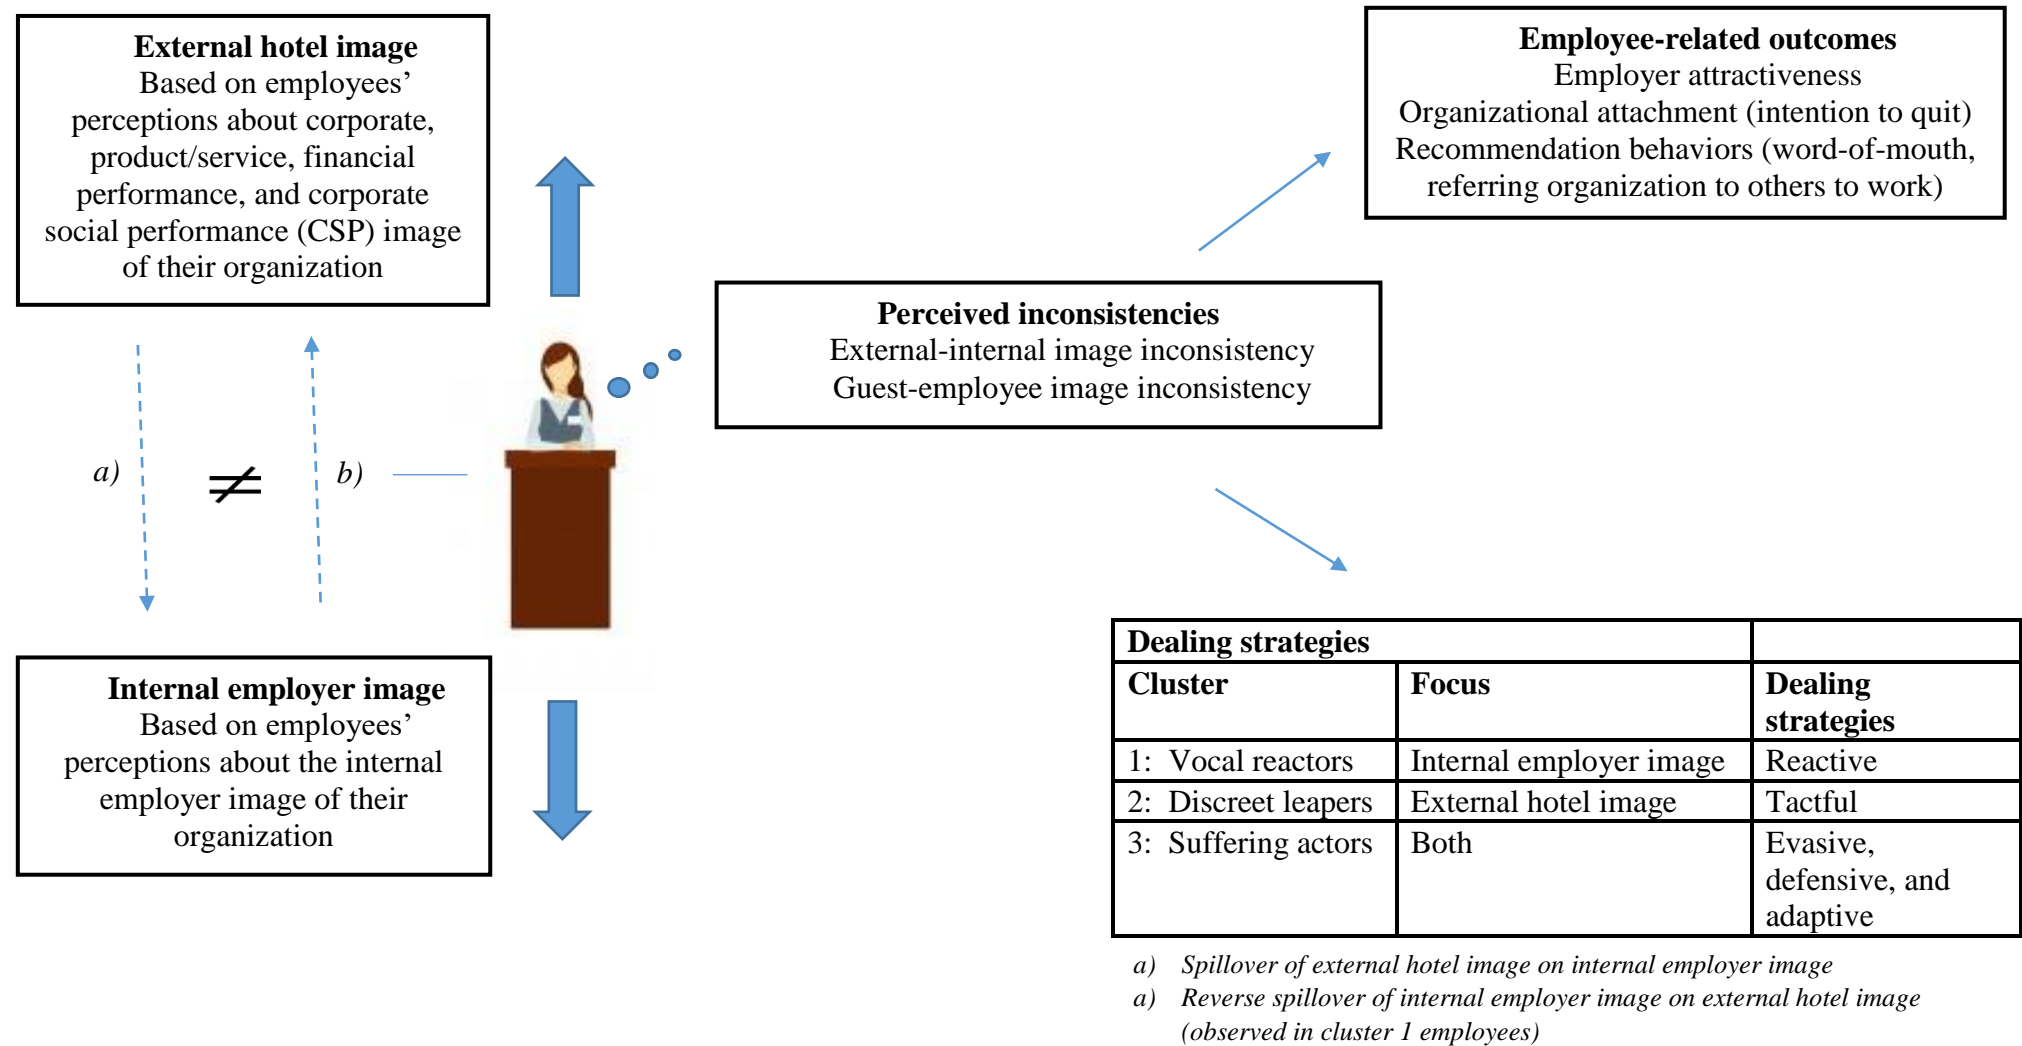 External hotel image
Based on employees’
perceptions about corporate,
product/service, financial
performance, and corporate
social performance (CSP) image
of their organization
a)
≠
b)
Internal employer image
Based on employees’
perceptions about the internal
employer image of their
organization
Perceived inconsistencies
External-internal image inconsistency
Guest-employee image inconsistency
Employee-related outcomes
Employer attractiveness
Organizational attachment (intention to quit)
Recommendation behaviors (word-of-mouth,
referring organization to others to work)
Dealing strategies
Cluster Focus Dealing
strategies
1: Vocal reactors Internal employer image Reactive
2: Discreet leapers External hotel image Tactful
3: Suffering actors Both Evasive,
defensive, and
adaptive
a) Spillover of external hotel image on internal employer image
a) Reverse spillover of internal employer image on external hotel image
(observed in cluster 1 employees)